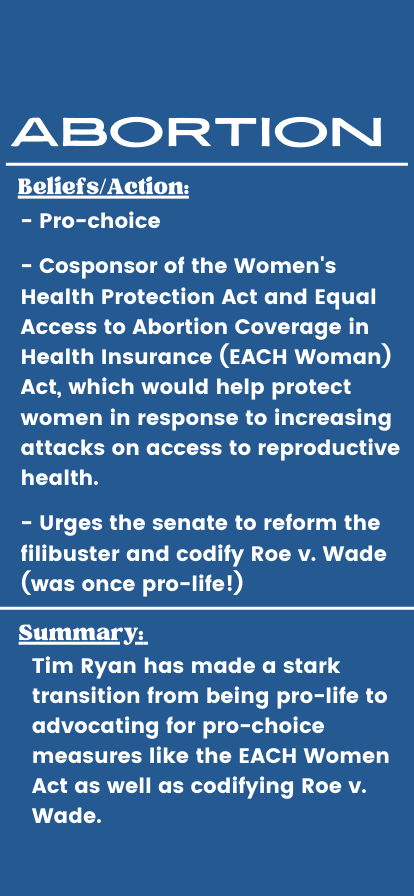 ABORTION
Beliefs/Action:
- Pro-choice
- Cosponsor of the Women's
Health Protection Act and Equal
Access to Abortion Coverage in
Health Insurance (EACH Woman)
Act, which would help protect
women in response to increasing
attacks on access to reproductive
health.
- Urges the senate to reform the
filibuster and codify Roe v. Wade
(was once pro-life!)
Summary:
Tim Ryan has made a stark
transition from being pro-life to
advocating for pro-choice
measures like the EACH Women
Act as well as codifying Roe v.
Wade.